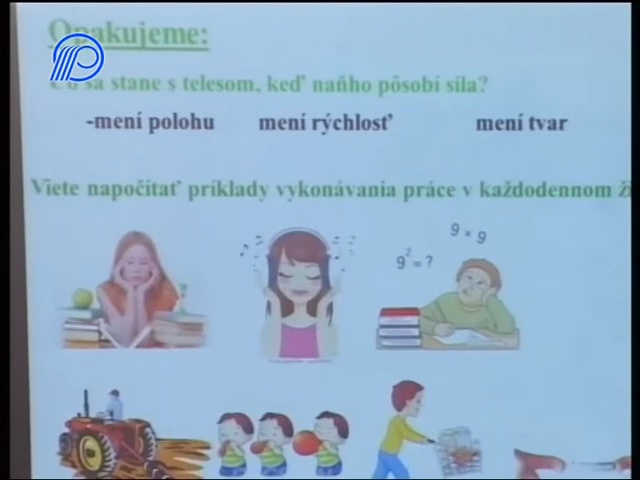 Opakujeme:
Čo sa stane s telesom, keď naňho pôsobí sila?
-mení polohu mení rýchlosť mení tvar
Viete napočítať príklady vykonávania práce v každodennom
9 × 9
9² = ?